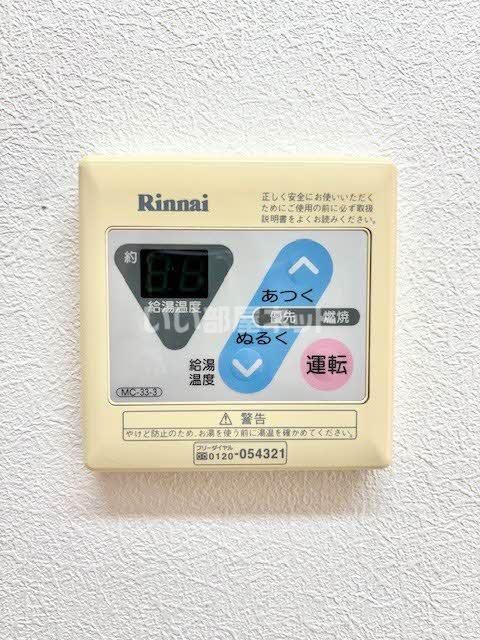 Rinnai
正しく安全にお使いいただく
ためにご使用の前に必ず取扱
説明書をよくお読みください。
約
給湯温度
あつく
優先 燃焼
ぬるく
給湯
温度
運転
MC-33-3
⚠ 警告
やけど防止のため、お湯を使う前に湯温を確かめてください。
フリーダイヤル
0120-054321